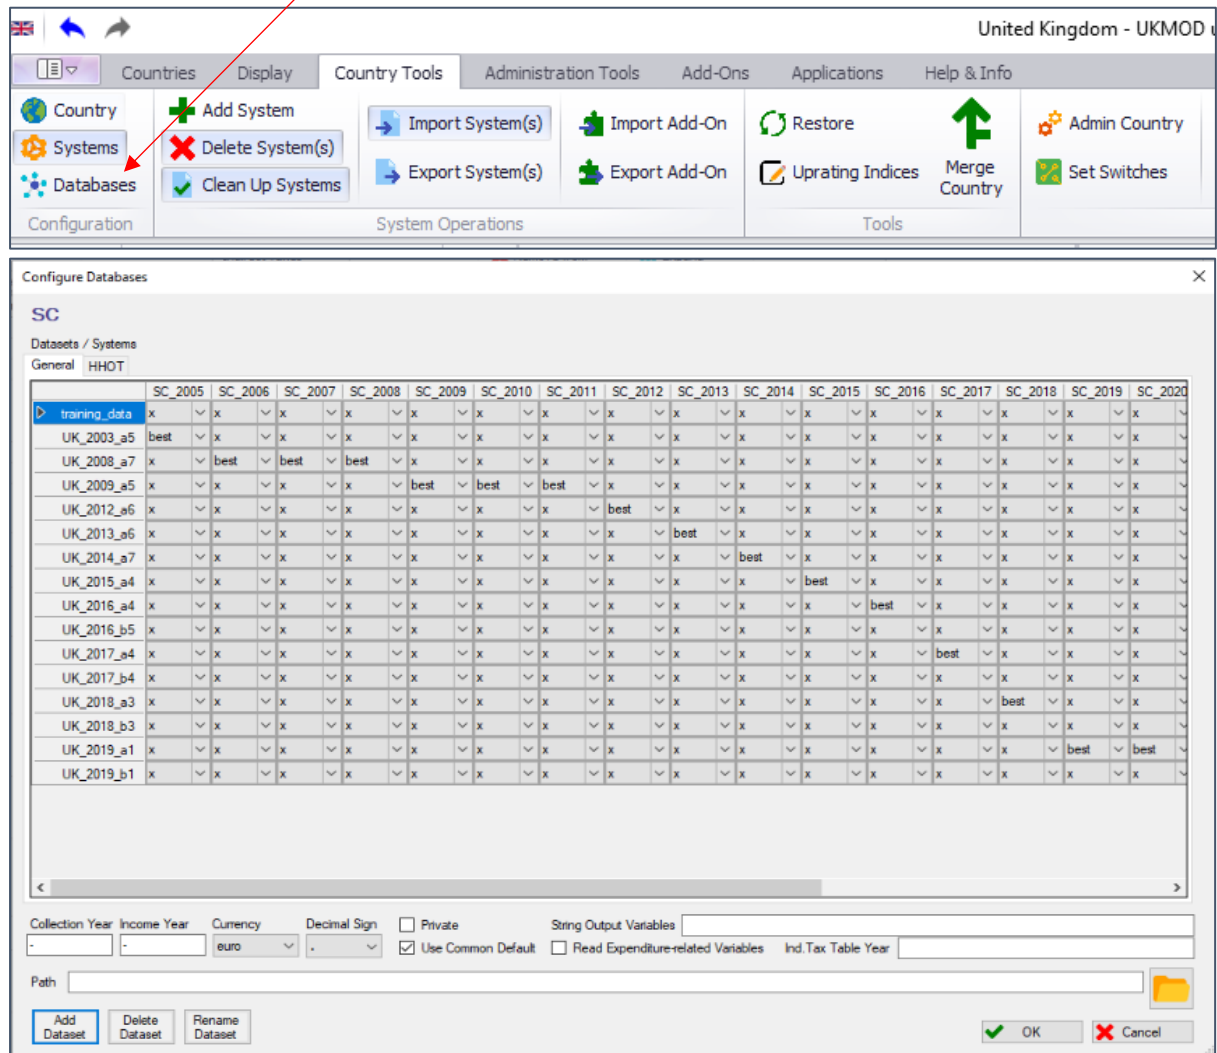 United Kingdom - UKMOD
Countries Display Country Tools Administration Tools Add-Ons Applications Help & Info
Country Add System Import System(s) Import Add-On Restore Merge Country Admin Country
Systems Delete System(s)
Databases Clean Up Systems Export System(s) Export Add-On Uprating Indices Set Switches
Configuration System Operations Tools
Configure Databases
SC
Datasets / Systems
General HHOT
SC_2005 SC_2006 SC_2007 SC_2008 SC_2009 SC_2010 SC_2011 SC_2012 SC_2013 SC_2014 SC_2015 SC_2016 SC_2017 SC_2018 SC_2019 SC_2020
training_data x x x x x x x x x x x x x x x x
UK_2003_a5 best x x x x x x x x x x x x x x x
UK_2008_a7 x best best best x x x x x x x x x x x x
UK_2009_a5 x x x x best best best x x x x x x x x x
UK_2012_a6 x x x x x x x best x x x x x x x x
UK_2013_a6 x x x x x x x x best x x x x x x x
UK_2014_a7 x x x x x x x x x best x x x x x x
UK_2015_a4 x x x x x x x x x x best x x x x x
UK_2016_a4 x x x x x x x x x x x best x x x x
UK_2016_b5 x x x x x x x x x x x x x x x x
UK_2017_a4 x x x x x x x x x x x x best x x x
UK_2017_b4 x x x x x x x x x x x x x x x x
UK_2018_a3 x x x x x x x x x x x x x best x x
UK_2018_b3 x x x x x x x x x x x x x x x x
UK_2019_a1 x x x x x x x x x x x x x x best best
UK_2019_b1 x x x x x x x x x x x x x x x x
Collection Year Income Year Currency Decimal Sign Private String Output Variables
- - euro . Use Common Default Read Expenditure-related Variables Ind.Tax Table Year
Path
Add Dataset Delete Dataset Rename Dataset OK Cancel